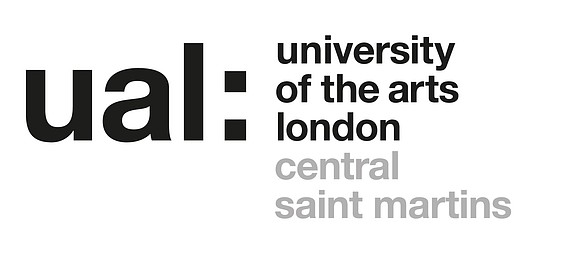 ual:
university
of the arts
london
central
saint martins